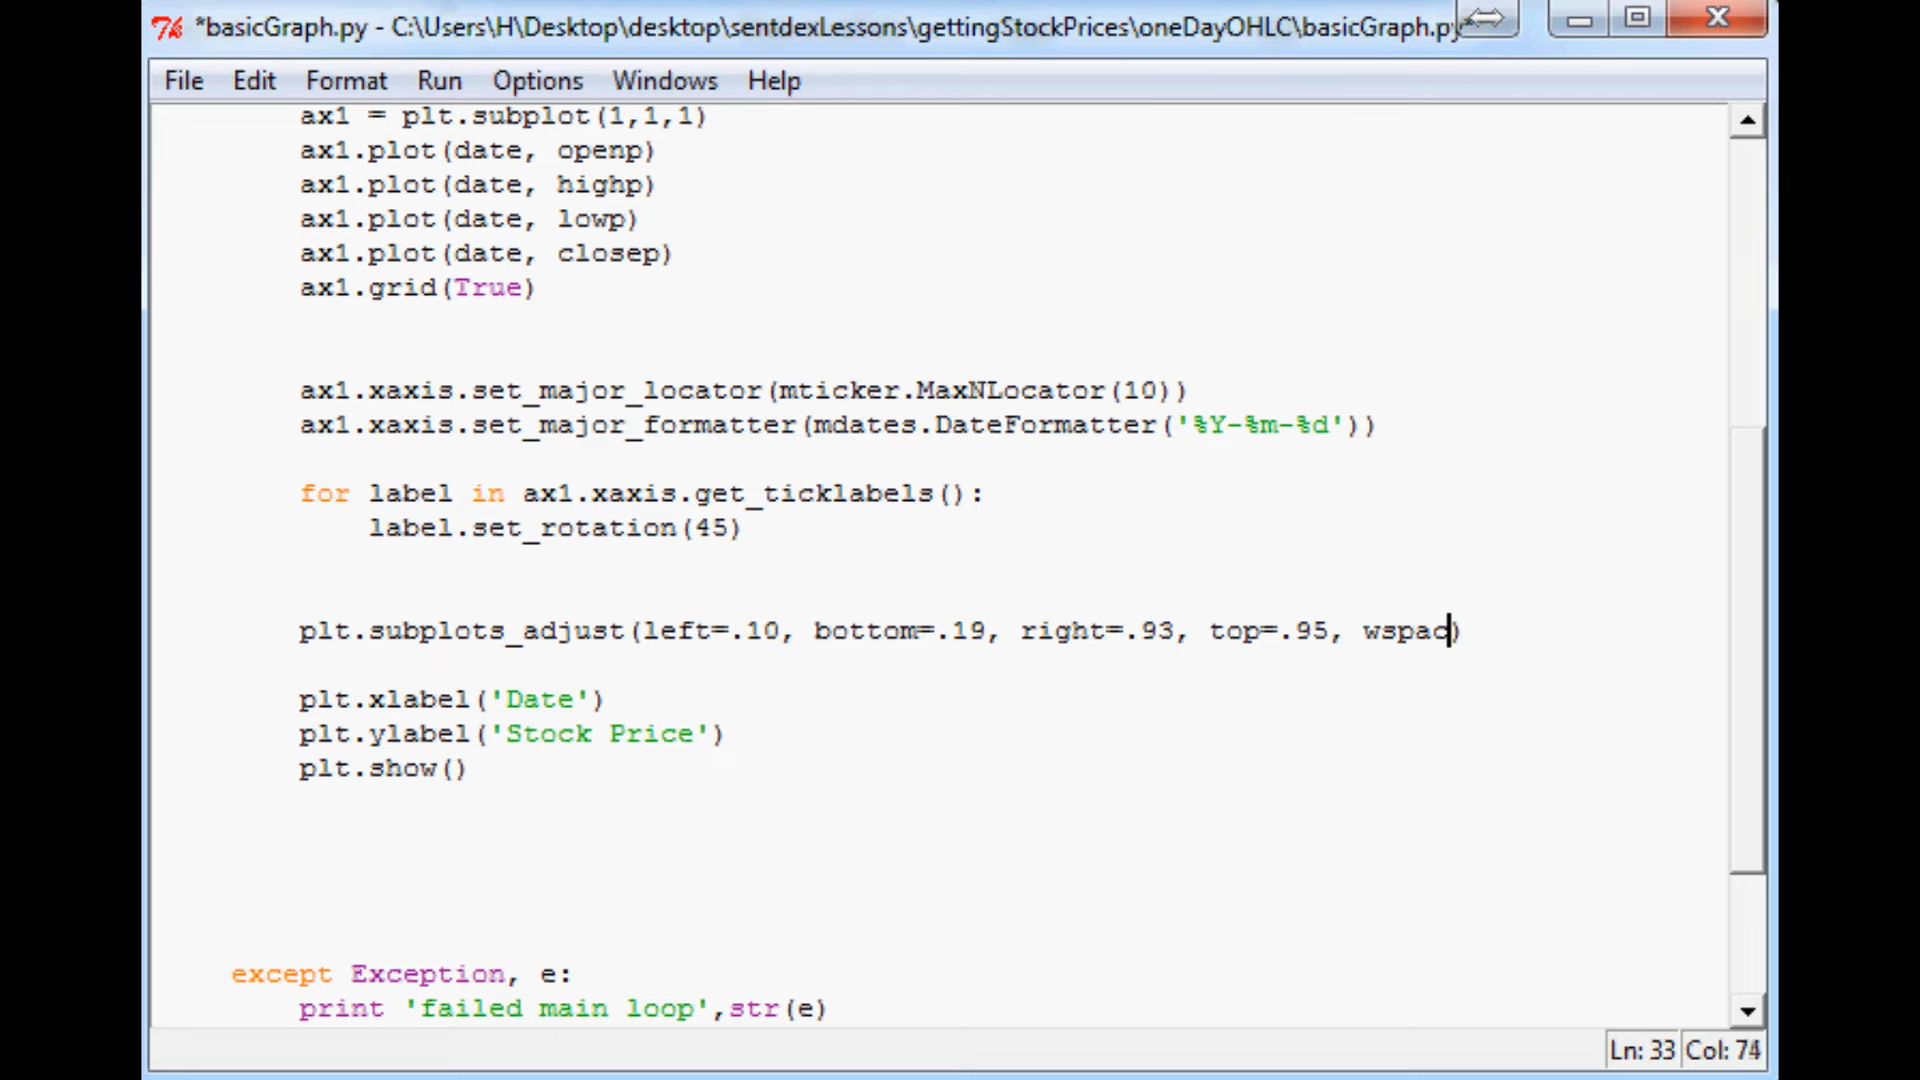 *basicGraph.py - C:\Users\H\Desktop\desktop\sentdexLessons\gettingStockPrices\oneDayOHLC\basicGraph.py*
File Edit Format Run Options Windows Help
ax1 = plt.subplot(1,1,1)
ax1.plot(date, openp)
ax1.plot(date, highp)
ax1.plot(date, lowp)
ax1.plot(date, closep)
ax1.grid(True)
ax1.xaxis.set_major_locator(mticker.MaxNLocator(10))
ax1.xaxis.set_major_formatter(mdates.DateFormatter('%Y-%m-%d'))
for label in ax1.xaxis.get_ticklabels():
label.set_rotation(45)
plt.subplots_adjust(left=.10, bottom=.19, right=.93, top=.95, wspac)
plt.xlabel('Date')
plt.ylabel('Stock Price')
plt.show()
except Exception, e:
print 'failed main loop',str(e)
Ln: 33 Col: 74